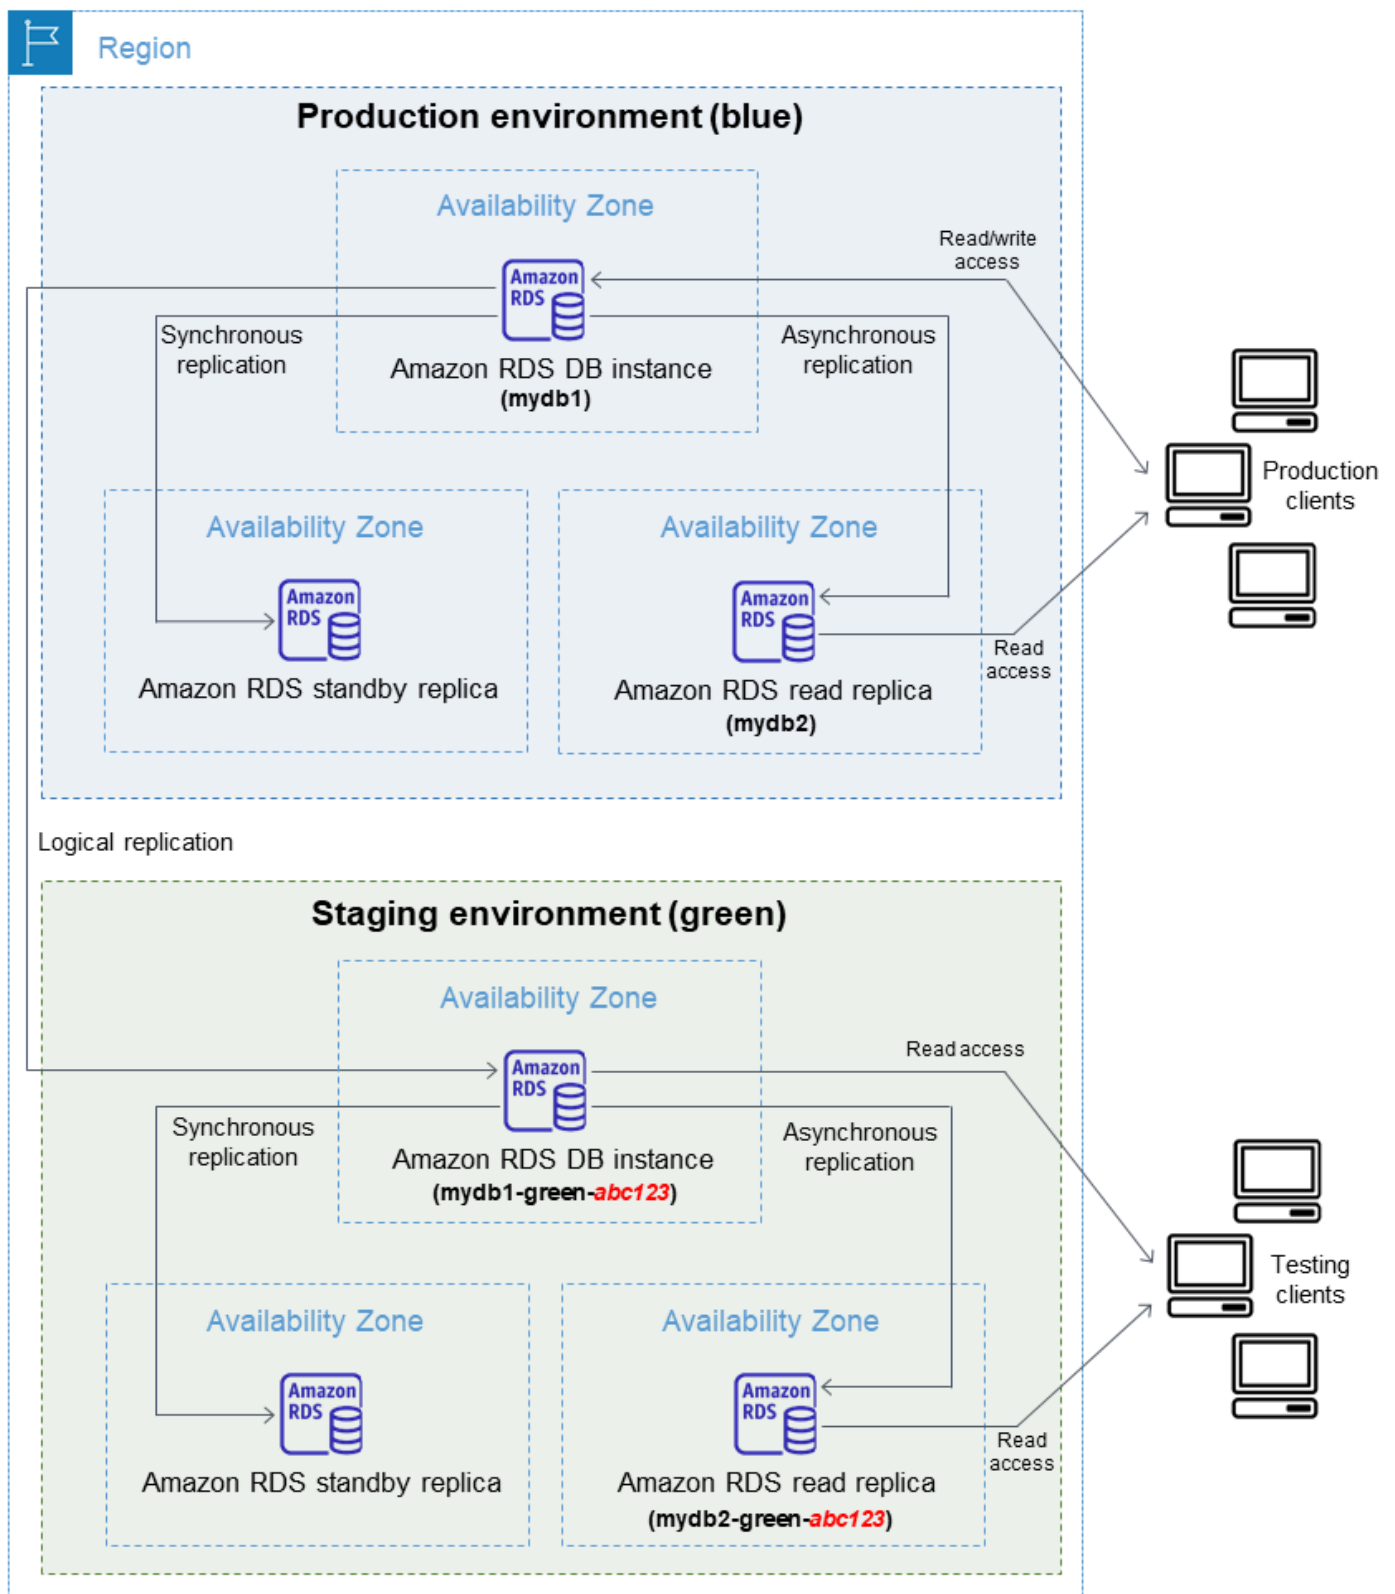 Region
Production environment (blue)
Availability Zone
Read/write
access
Amazon
RDS
Synchronous
replication
Asynchronous
replication
Amazon RDS DB instance
(mydb1)
Production
clients
Availability Zone
Availability Zone
Amazon
RDS
Amazon
RDS
Read
access
Amazon RDS standby replica
Amazon RDS read replica
(mydb2)
Logical replication
Staging environment (green)
Availability Zone
Read access
Amazon
RDS
Synchronous
replication
Asynchronous
replication
Amazon RDS DB instance
(mydb1-green-abc123)
Testing
clients
Availability Zone
Availability Zone
Amazon
RDS
Amazon
RDS
Read
access
Amazon RDS standby replica
Amazon RDS read replica
(mydb2-green-abc123)